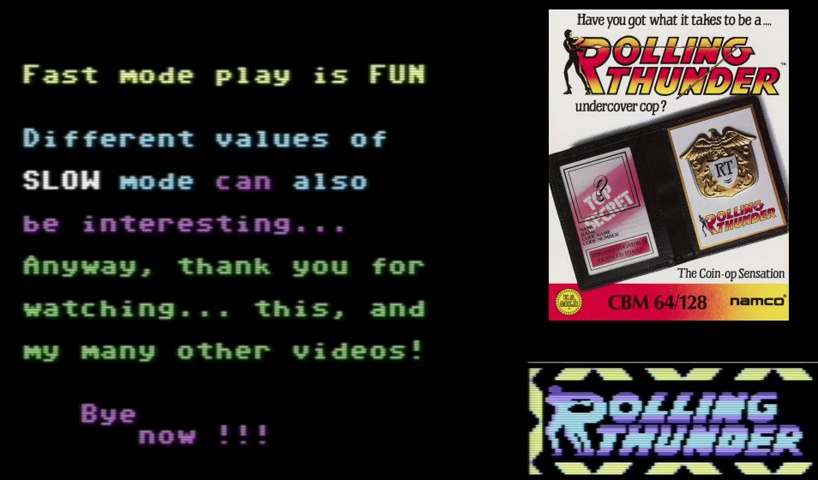 Fast mode play is FUN
Different values of
SLOW mode can also
be interesting...
Anyway, thank you for
watching... this, and
my many other videos!
Bye
now !!!
Have you got what it takes to be a ....
ROLLING
THUNDER
undercover cop?
TOP
SECRET
RT
ROLLING
THUNDER
The Coin-op Sensation
U.S. GOLD
CBM 64/128
namco
ROLLING
THUNDER